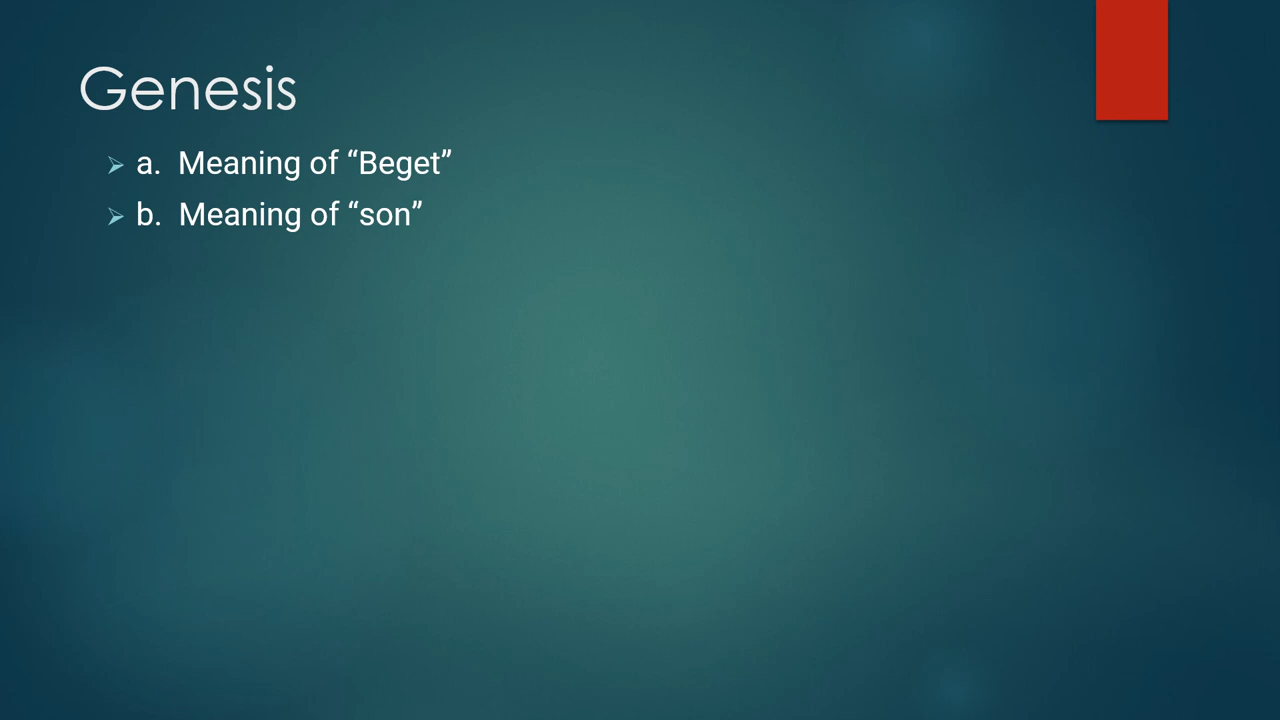 Genesis
a. Meaning of “Beget”
b. Meaning of “son”